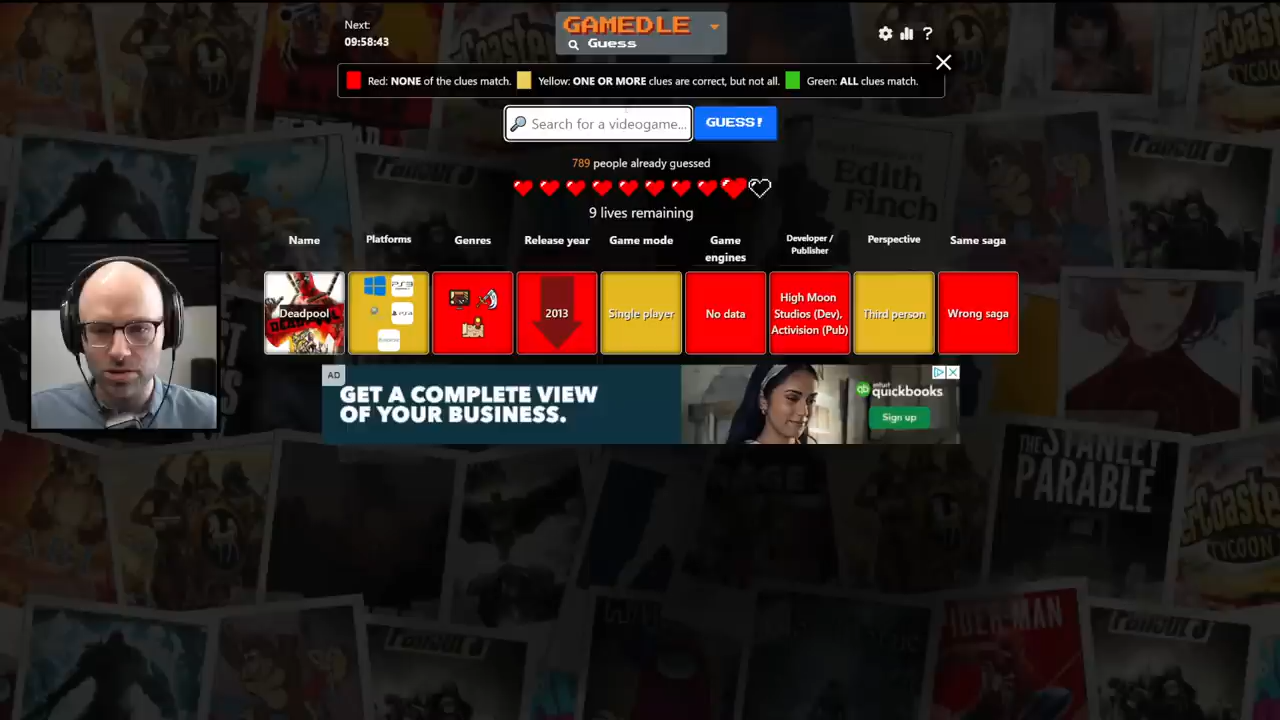 Next:
09:58:43
GAMEDLE
Guess
?
Red: NONE of the clues match. Yellow: ONE OR MORE clues are correct, but not all. Green: ALL clues match.
Search for a videogame... GUESS!
789 people already guessed
9 lives remaining
Name Platforms Genres Release year Game mode Game engines Developer / Publisher Perspective Same saga
Deadpool
PS3
PS4
2013
Single player
No data
High Moon
Studios (Dev),
Activision (Pub)
Third person
Wrong saga
AD
GET A COMPLETE VIEW
OF YOUR BUSINESS.
intuit
quickbooks
Sign up
Edith
Finch
THE STANLEY
PARABLE
TYCOON